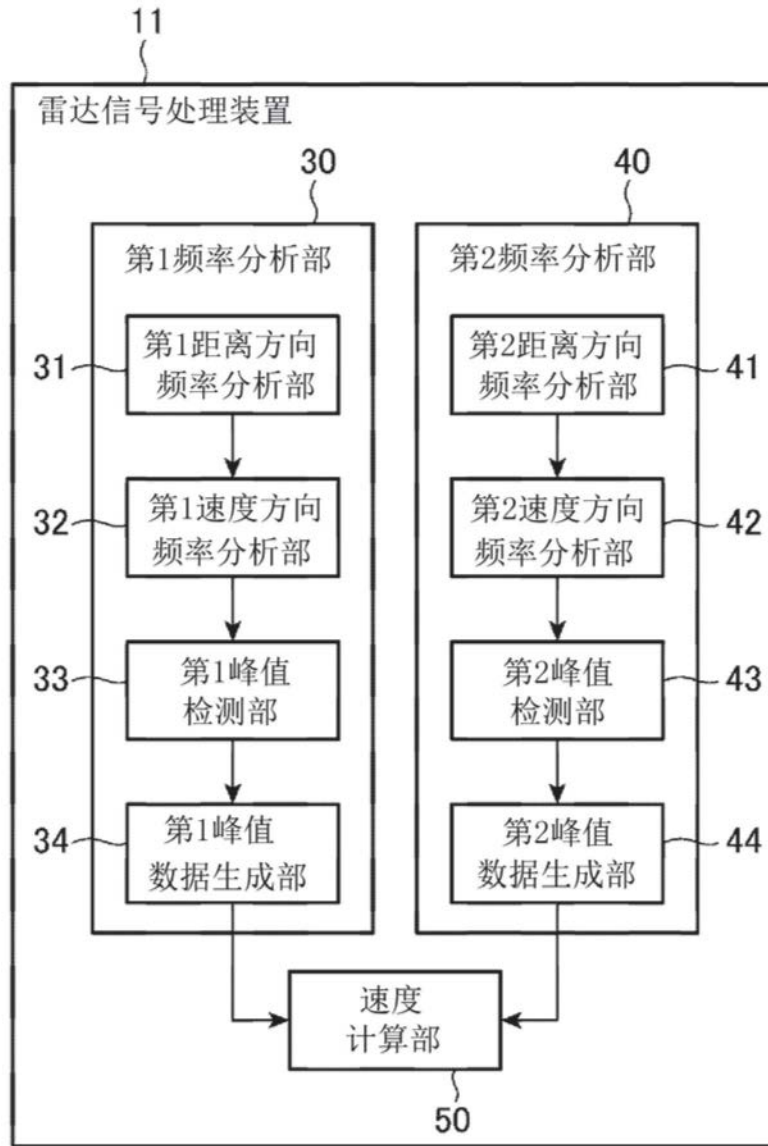 11
雷达信号处理装置
30
40
第1频率分析部
第2频率分析部
31
第1距离方向
频率分析部
第2距离方向
频率分析部
41
32
第1速度方向
频率分析部
第2速度方向
频率分析部
42
33
第1峰值
检测部
第2峰值
检测部
43
34
第1峰值
数据生成部
第2峰值
数据生成部
44
速度
计算部
50